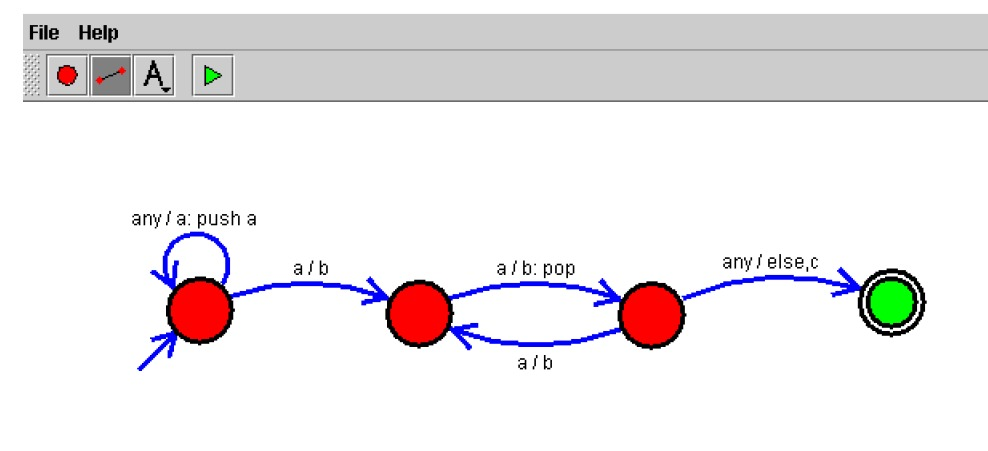 File Help
A
any / a: push a
a / b
a / b: pop
any / else,c
a / b